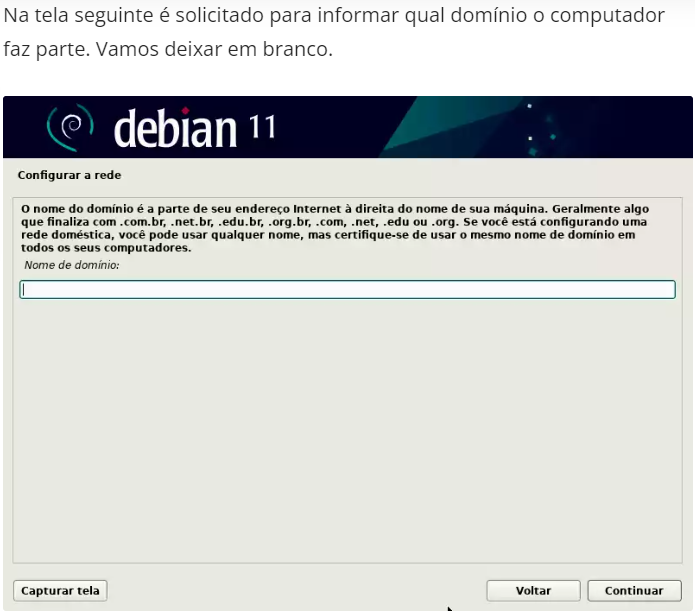 Na tela seguinte é solicitado para informar qual domínio o computador
faz parte. Vamos deixar em branco.
debian 11
Configurar a rede
O nome do domínio é a parte de seu endereço Internet à direita do nome de sua máquina. Geralmente algo
que finaliza com .com.br, .net.br, .edu.br, .org.br, .com, .net, .edu ou .org. Se você está configurando uma
rede doméstica, você pode usar qualquer nome, mas certifique-se de usar o mesmo nome de domínio em
todos os seus computadores.
Nome de domínio:
Capturar tela
Voltar
Continuar